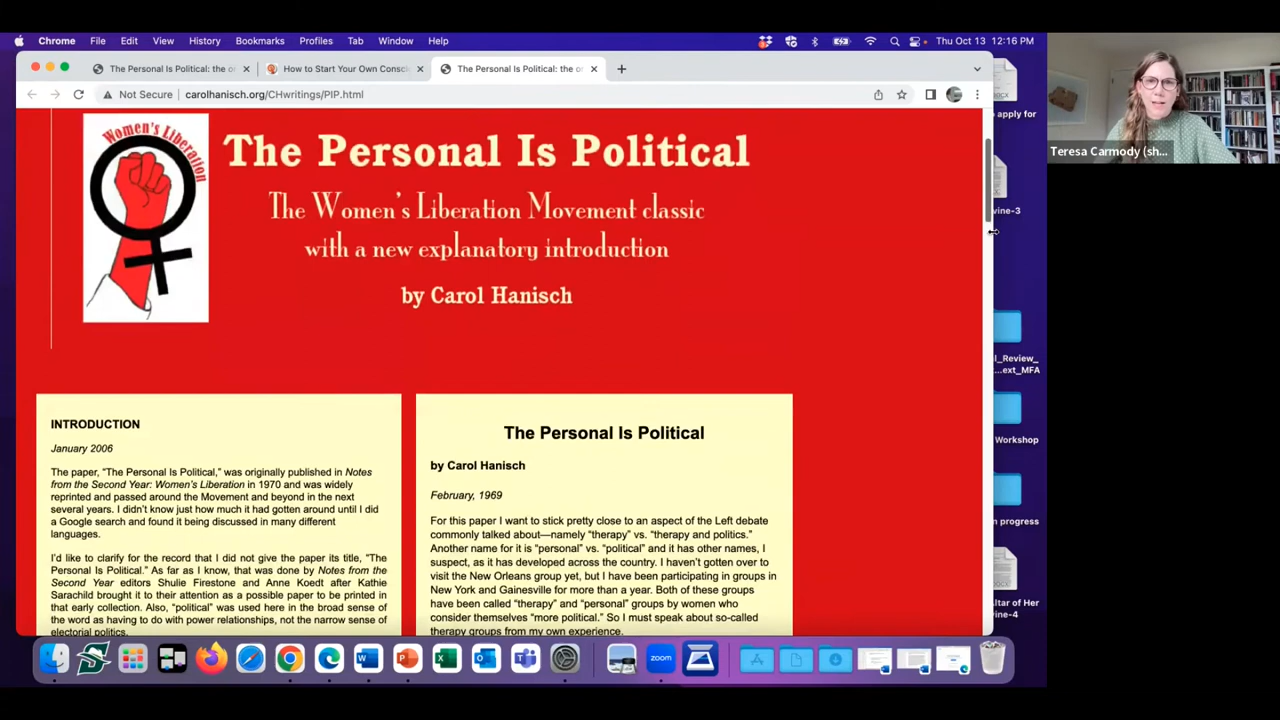 Chrome File Edit View History Bookmarks Profiles Tab Window Help Thu Oct 13 12:16 PM
The Personal Is Political: the o
How to Start Your Own Consci
The Personal Is Political: the o
Not Secure carolhanisch.org/CHwritings/PIP.html
Women's Liberation
The Personal Is Political
The Women's Liberation Movement classic
with a new explanatory introduction
by Carol Hanisch
INTRODUCTION
January 2006
The paper, “The Personal Is Political,” was originally published in Notes
from the Second Year: Women’s Liberation in 1970 and was widely
reprinted and passed around the Movement and beyond in the next
several years. I didn’t know just how much it had gotten around until I did
a Google search and found it being discussed in many different
languages.
I’d like to clarify for the record that I did not give the paper its title, “The
Personal Is Political.” As far as I know, that was done by Notes from the
Second Year editors Shulie Firestone and Anne Koedt after Kathie
Sarachild brought it to their attention as a possible paper to be printed in
that early collection. Also, “political” was used here in the broad sense of
the word as having to do with power relationships, not the narrow sense of
electorial politics.
The Personal Is Political
by Carol Hanisch
February, 1969
For this paper I want to stick pretty close to an aspect of the Left debate
commonly talked about—namely “therapy” vs. “therapy and politics.”
Another name for it is “personal” vs. “political” and it has other names, I
suspect, as it has developed across the country. I haven’t gotten over to
visit the New Orleans group yet, but I have been participating in groups in
New York and Gainesville for more than a year. Both of these groups
have been called “therapy” and “personal” groups by women who
consider themselves “more political.” So I must speak about so-called
therapy groups from my own experience.
Teresa Carmody (sh...
DOCX
apply for
vine-3
l_Review_
...ext_MFA
Workshop
n progress
DOCX
Altar of Her
vine-4
zoom